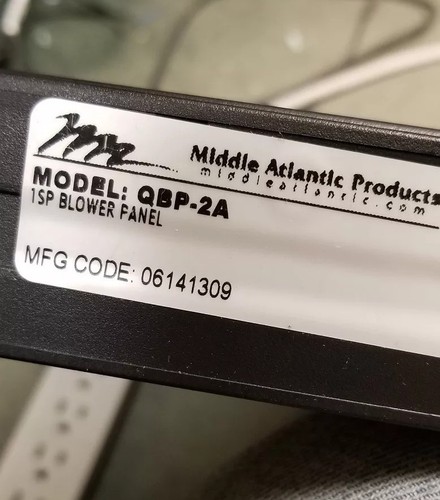 Middle Atlantic Products
middleatlantic.com
MODEL: QBP-2A
1SP BLOWER PANEL
MFG CODE: 06141309